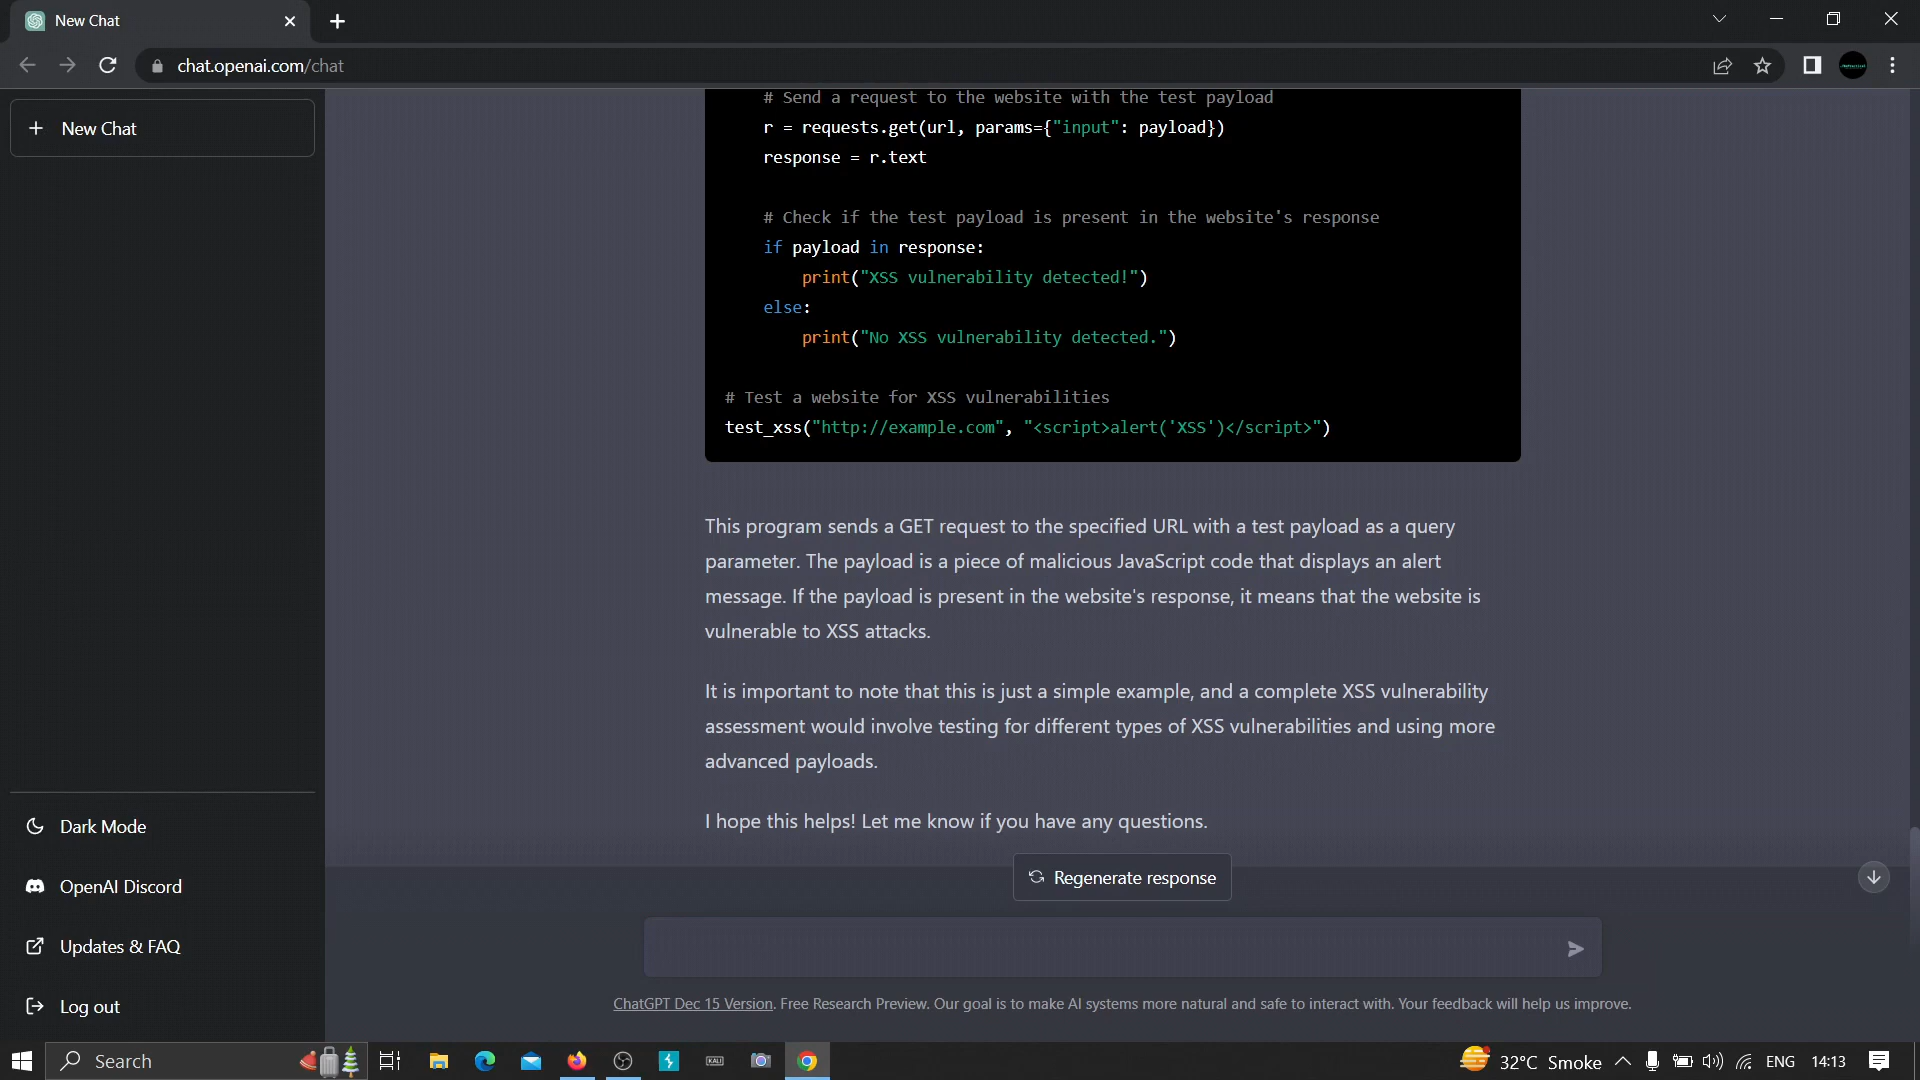 New Chat
chat.openai.com/chat
New Chat
# Send a request to the website with the test payload
r = requests.get(url, params={"input": payload})
response = r.text
# Check if the test payload is present in the website's response
if payload in response:
print("XSS vulnerability detected!")
else:
print("No XSS vulnerability detected.")
# Test a website for XSS vulnerabilities
test_xss("http://example.com", "<script>alert('XSS')</script>")
This program sends a GET request to the specified URL with a test payload as a query
parameter. The payload is a piece of malicious JavaScript code that displays an alert
message. If the payload is present in the website's response, it means that the website is
vulnerable to XSS attacks.
It is important to note that this is just a simple example, and a complete XSS vulnerability
assessment would involve testing for different types of XSS vulnerabilities and using more
advanced payloads.
I hope this helps! Let me know if you have any questions.
Dark Mode
OpenAI Discord
Updates & FAQ
Log out
Regenerate response
ChatGPT Dec 15 Version. Free Research Preview. Our goal is to make AI systems more natural and safe to interact with. Your feedback will help us improve.
Search
KALI
32°C Smoke
ENG
14:13